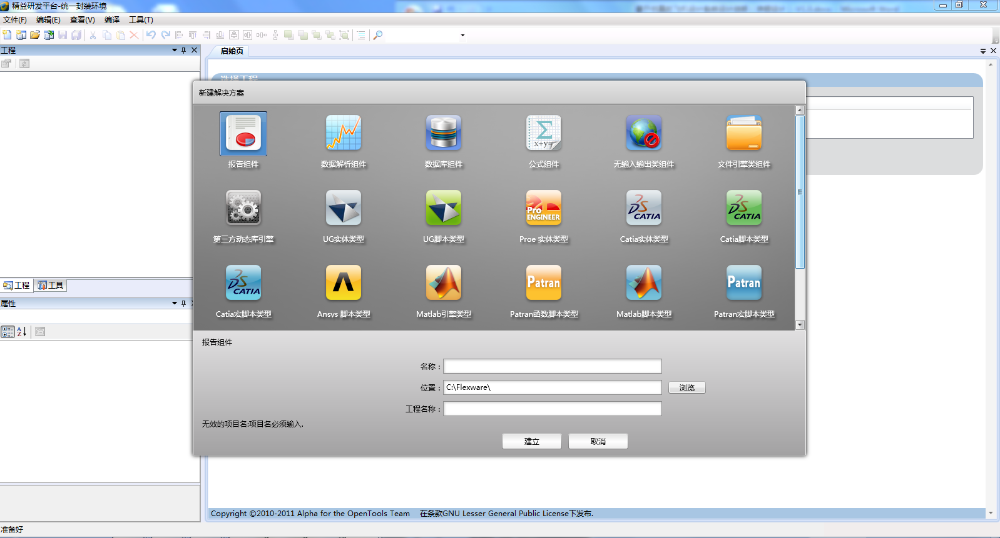 精益研发平台-统一封装环境
文件(F) 编辑(E) 查看(V) 编译 工具(T)
工程
启始页
选择工程
新建解决方案
报告组件 数据解析组件 数据库组件 公式组件 无输入输出类组件 文件引擎类组件
第三方动态库引擎 UG实体类型 UG脚本类型 Proe 实体类型 Catia实体类型 Catia脚本类型
Catia宏脚本类型 Ansys 脚本类型 Matlab引擎类型 Patran函数脚本类型 Matlab脚本类型 Patran宏脚本类型
工程 工具
属性
报告组件
名称：
位置： C:\Flexware\ 浏览
工程名称：
无效的项目名:项目名必须输入.
建立 取消
Copyright ©2010-2011 Alpha for the OpenTools Team 在条款GNU Lesser General Public License下发布.
准备好